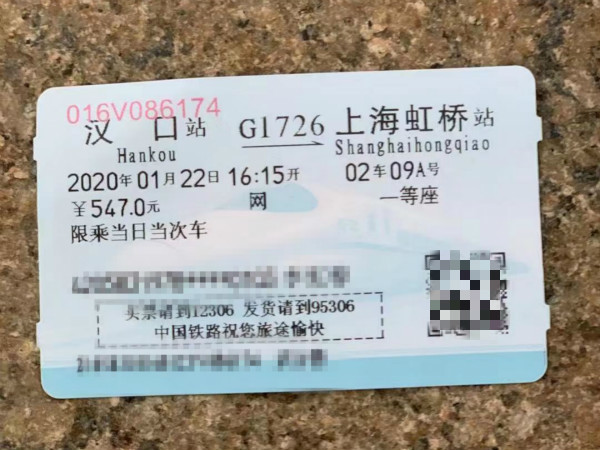 016V086174
汉 口站 G1726 上海虹桥站
Hankou Shanghaihongqiao
2020年01月22日16:15开 02车09A号
￥547.0元 网 一等座
限乘当日当次车
买票请到12306 发货请到95306
中国铁路祝您旅途愉快